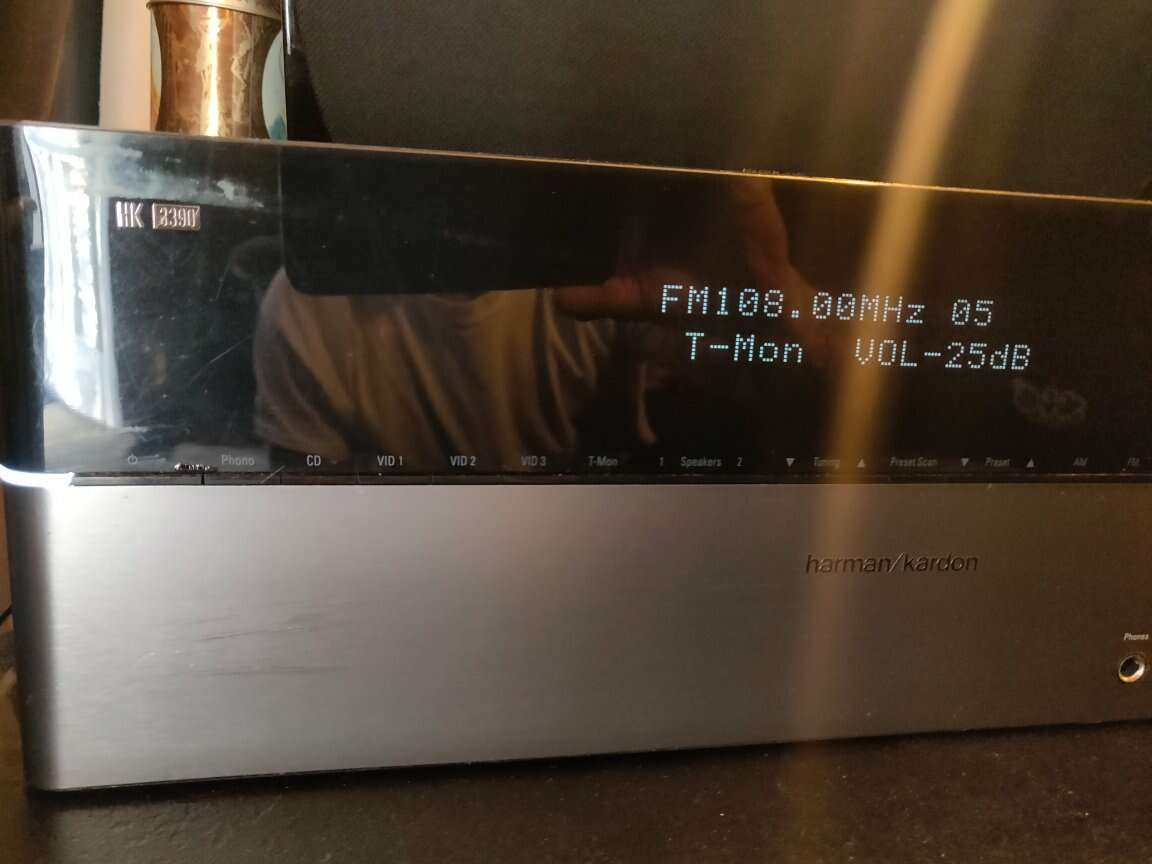 HK 3390
FM108.00MHz 05
T-Mon VOL-25dB
Phono CD VID 1 VID 2 VID 3 T-Mon 1 Speakers 2 ▼ Tuning ▲ Preset Scan ▼ Preset ▲ AM FM
harman/kardon
Phones